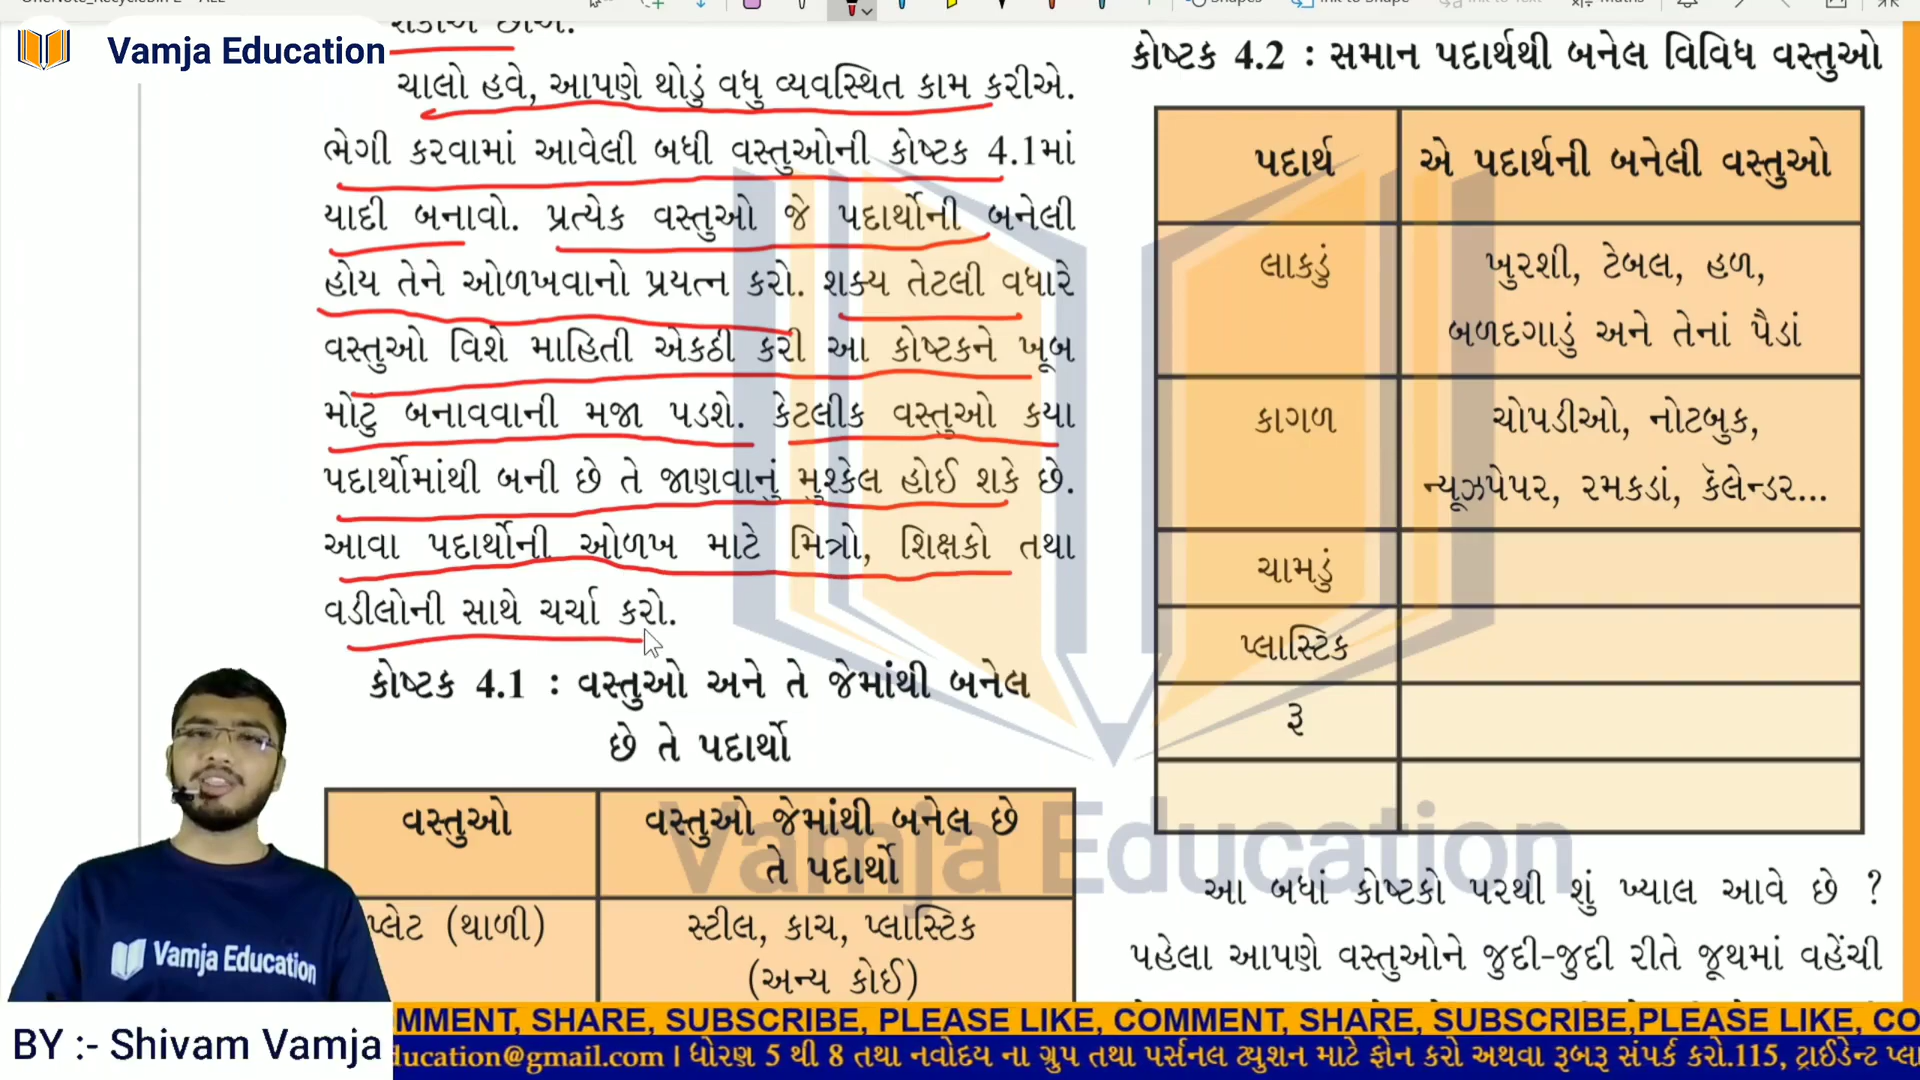 Vamja Education
ચાલો હવે, આપણે થોડું વધુ વ્યવસ્થિત કામ કરીએ.
ભેગી કરવામાં આવેલી બધી વસ્તુઓની કોષ્ટક 4.1માં
યાદી બનાવો. પ્રત્યેક વસ્તુઓ જે પદાર્થોની બનેલી
હોય તેને ઓળખવાનો પ્રયત્ન કરો. શક્ય તેટલી વધારે
વસ્તુઓ વિશે માહિતી એકઠી કરી આ કોષ્ટકને ખૂબ
મોટુ બનાવવાની મજા પડશે. કેટલીક વસ્તુઓ કયા
પદાર્થોમાંથી બની છે તે જાણવાનું મુશ્કેલ હોઈ શકે છે.
આવા પદાર્થોની ઓળખ માટે મિત્રો, શિક્ષકો તથા
વડીલોની સાથે ચર્ચા કરો.
કોષ્ટક 4.1 : વસ્તુઓ અને તે જેમાંથી બનેલ
છે તે પદાર્થો
વસ્તુઓ
વસ્તુઓ જેમાંથી બનેલ છે
તે પદાર્થો
પ્લેટ (થાળી)
સ્ટીલ, કાચ, પ્લાસ્ટિક
(અન્ય કોઈ)
કોષ્ટક 4.2 : સમાન પદાર્થથી બનેલ વિવિધ વસ્તુઓ
પદાર્થ
એ પદાર્થની બનેલી વસ્તુઓ
લાકડું
ખુરશી, ટેબલ, હળ,
બળદગાડું અને તેનાં પૈડાં
કાગળ
ચોપડીઓ, નોટબુક,
ન્યૂઝપેપર, રમકડાં, કૅલેન્ડર...
ચામડું
પ્લાસ્ટિક
રૂ
આ બધાં કોષ્ટકો પરથી શું ખ્યાલ આવે છે ?
પહેલા આપણે વસ્તુઓને જુદી-જુદી રીતે જૂથમાં વહેંચી
Vamja Education
Vamja Education
BY :- Shivam Vamja
MMENT, SHARE, SUBSCRIBE, PLEASE LIKE, COMMENT, SHARE, SUBSCRIBE,PLEASE LIKE, CO
ducation@gmail.com | ધોરણ 5 થી 8 તથા નવોદય ના ગ્રુપ તથા પર્સનલ ટ્યુશન માટે ફોન કરો અથવા રૂબરૂ સંપર્ક કરો.115, ટ્રાઈડેન્ટ